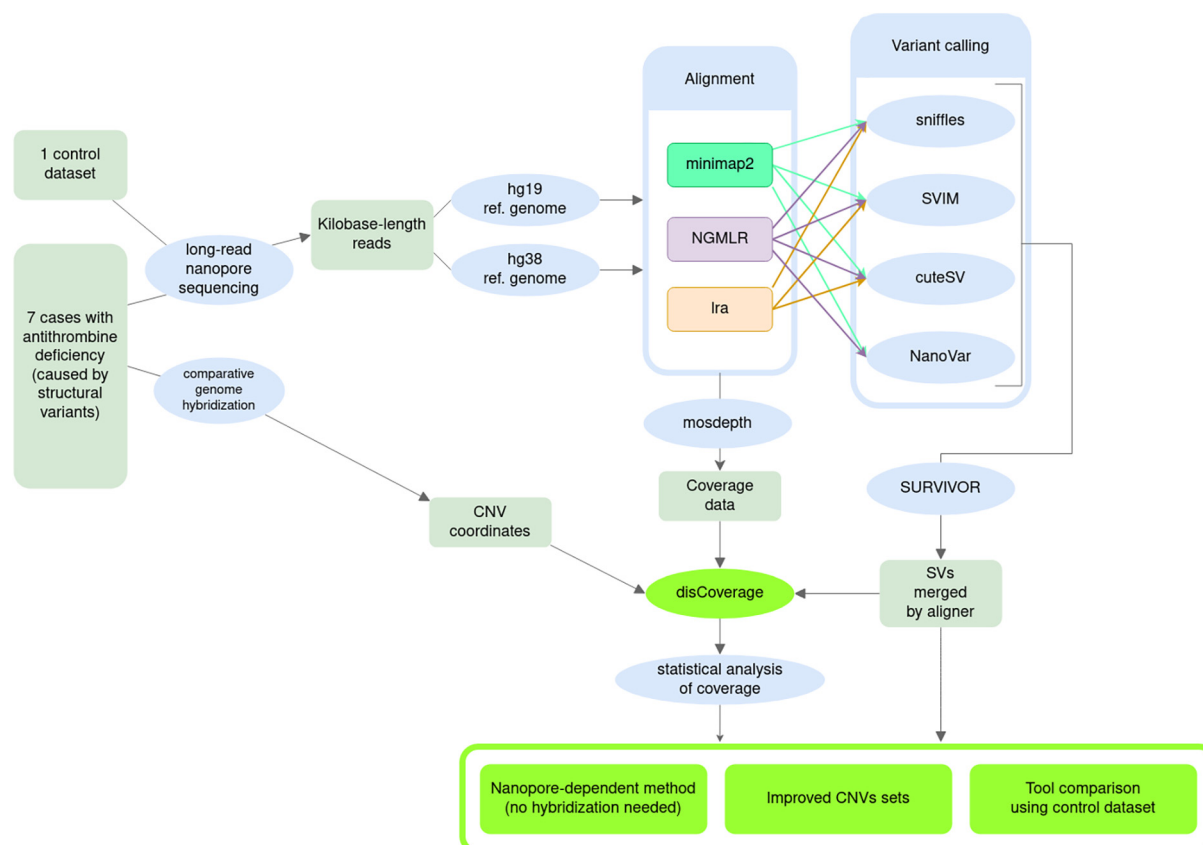 Variant calling
Alignment
sniffles
1 control
dataset
minimap2
hg19
ref. genome
SVIM
Kilobase-length
reads
NGMLR
long-read
nanopore
sequencing
hg38
ref. genome
cuteSV
lra
7 cases with
antithrombine
deficiency
(caused by
structural
variants)
NanoVar
comparative
genome
hybridization
mosdepth
SURVIVOR
Coverage
data
CNV
coordinates
SVs
merged
by aligner
disCoverage
statistical analysis
of coverage
Nanopore-dependent method
(no hybridization needed)
Improved CNVs sets
Tool comparison
using control dataset